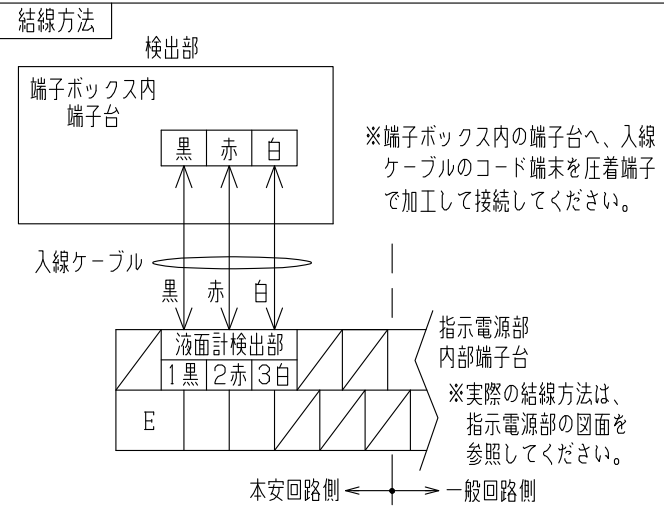 結線方法
検出部
端子ボックス内
端子台
黒 赤 白
※端子ボックス内の端子台へ、入線
ケーブルのコード端末を圧着端子
で加工して接続してください。
入線ケーブル
黒 赤 白
液面計検出部
1黒 2赤 3白
E
指示電源部
内部端子台
※実際の結線方法は、
指示電源部の図面を
参照してください。
本安回路側 一般回路側